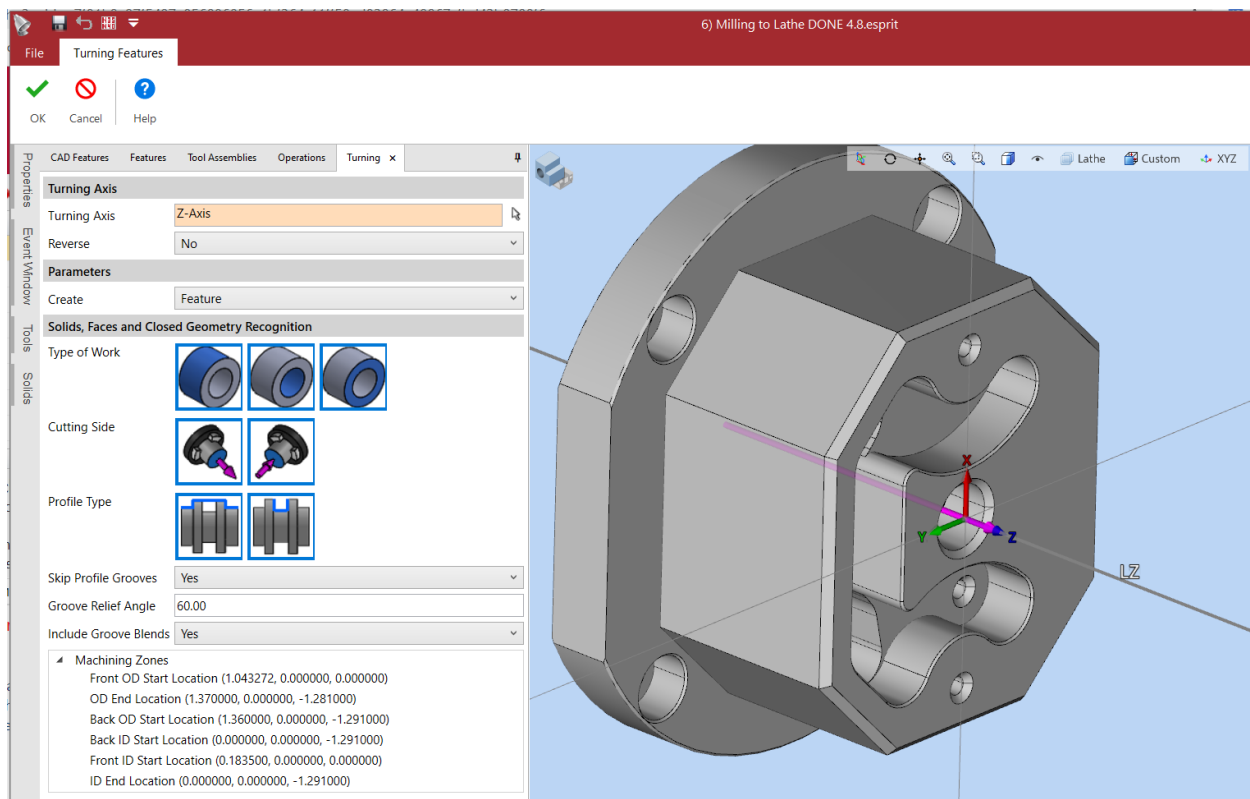 6) Milling to Lathe DONE 4.8.esprit
File Turning Features
OK Cancel Help
CAD Features Features Tool Assemblies Operations Turning x
Lathe Custom XYZ
Properties
Event Window
Tools
Solids
Turning Axis
Turning Axis Z-Axis
Reverse No
Parameters
Create Feature
Solids, Faces and Closed Geometry Recognition
Type of Work
Cutting Side
Profile Type
Skip Profile Grooves Yes
Groove Relief Angle 60.00
Include Groove Blends Yes
Machining Zones
Front OD Start Location (1.043272, 0.000000, 0.000000)
OD End Location (1.370000, 0.000000, -1.281000)
Back OD Start Location (1.360000, 0.000000, -1.291000)
Back ID Start Location (0.000000, 0.000000, -1.291000)
Front ID Start Location (0.183500, 0.000000, 0.000000)
ID End Location (0.000000, 0.000000, -1.291000)
X
Y
Z
LZ